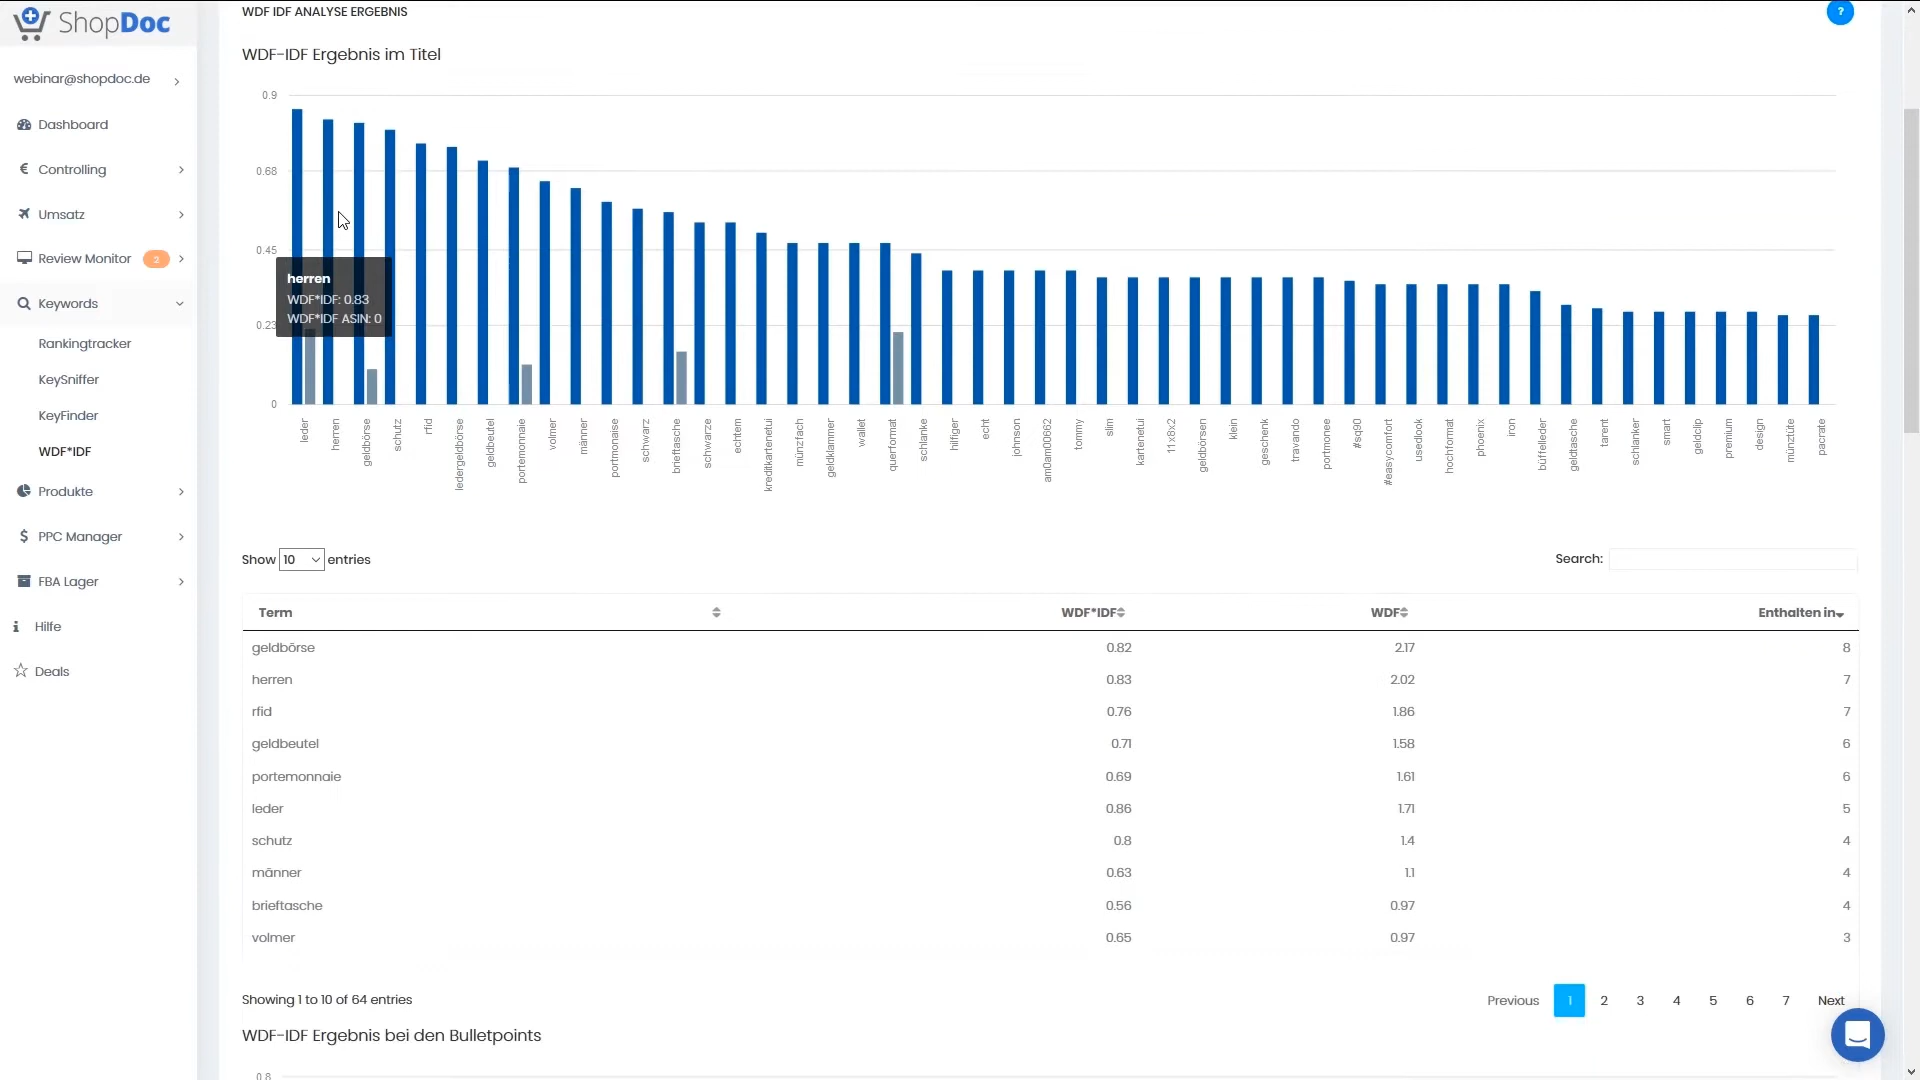 ShopDoc
webinar@shopdoc.de
Dashboard
Controlling
Umsatz
Review Monitor 2
Keywords
Rankingtracker
KeySniffer
KeyFinder
WDF*IDF
Produkte
PPC Manager
FBA Lager
Hilfe
Deals
WDF IDF ANALYSE ERGEBNIS
?
WDF-IDF Ergebnis im Titel
0.9
0.68
0.45
0.23
0
herren
WDF*IDF: 0.83
WDF*IDF ASIN: 0
leder
herren
geldbörse
schutz
rfid
ledergeldbörse
geldbeutel
portemonnaie
volmer
männer
portmonaise
schwarz
brieftasche
schwarze
echtem
kreditkartenetui
münzfach
geldklammer
wallet
querformat
schlanke
hilfiger
echt
johnson
am0am00662
tommy
slim
kartenetui
11x8x2
geldbörsen
klein
geschenk
travando
portmonee
#sq90
#easycomfort
usedlook
hochformat
phoenix
iron
büffelleder
geldtasche
tarent
schlanker
smart
geldclip
premium
design
münztüte
pacrate
Show 10 entries
Search:
Term WDF*IDF WDF Enthalten in
geldbörse 0.82 2.17 8
herren 0.83 2.02 7
rfid 0.76 1.86 7
geldbeutel 0.71 1.58 6
portemonnaie 0.69 1.61 6
leder 0.86 1.71 5
schutz 0.8 1.4 4
männer 0.63 1.1 4
brieftasche 0.56 0.97 4
volmer 0.65 0.97 3
Showing 1 to 10 of 64 entries
Previous 1 2 3 4 5 6 7 Next
WDF-IDF Ergebnis bei den Bulletpoints
0.8